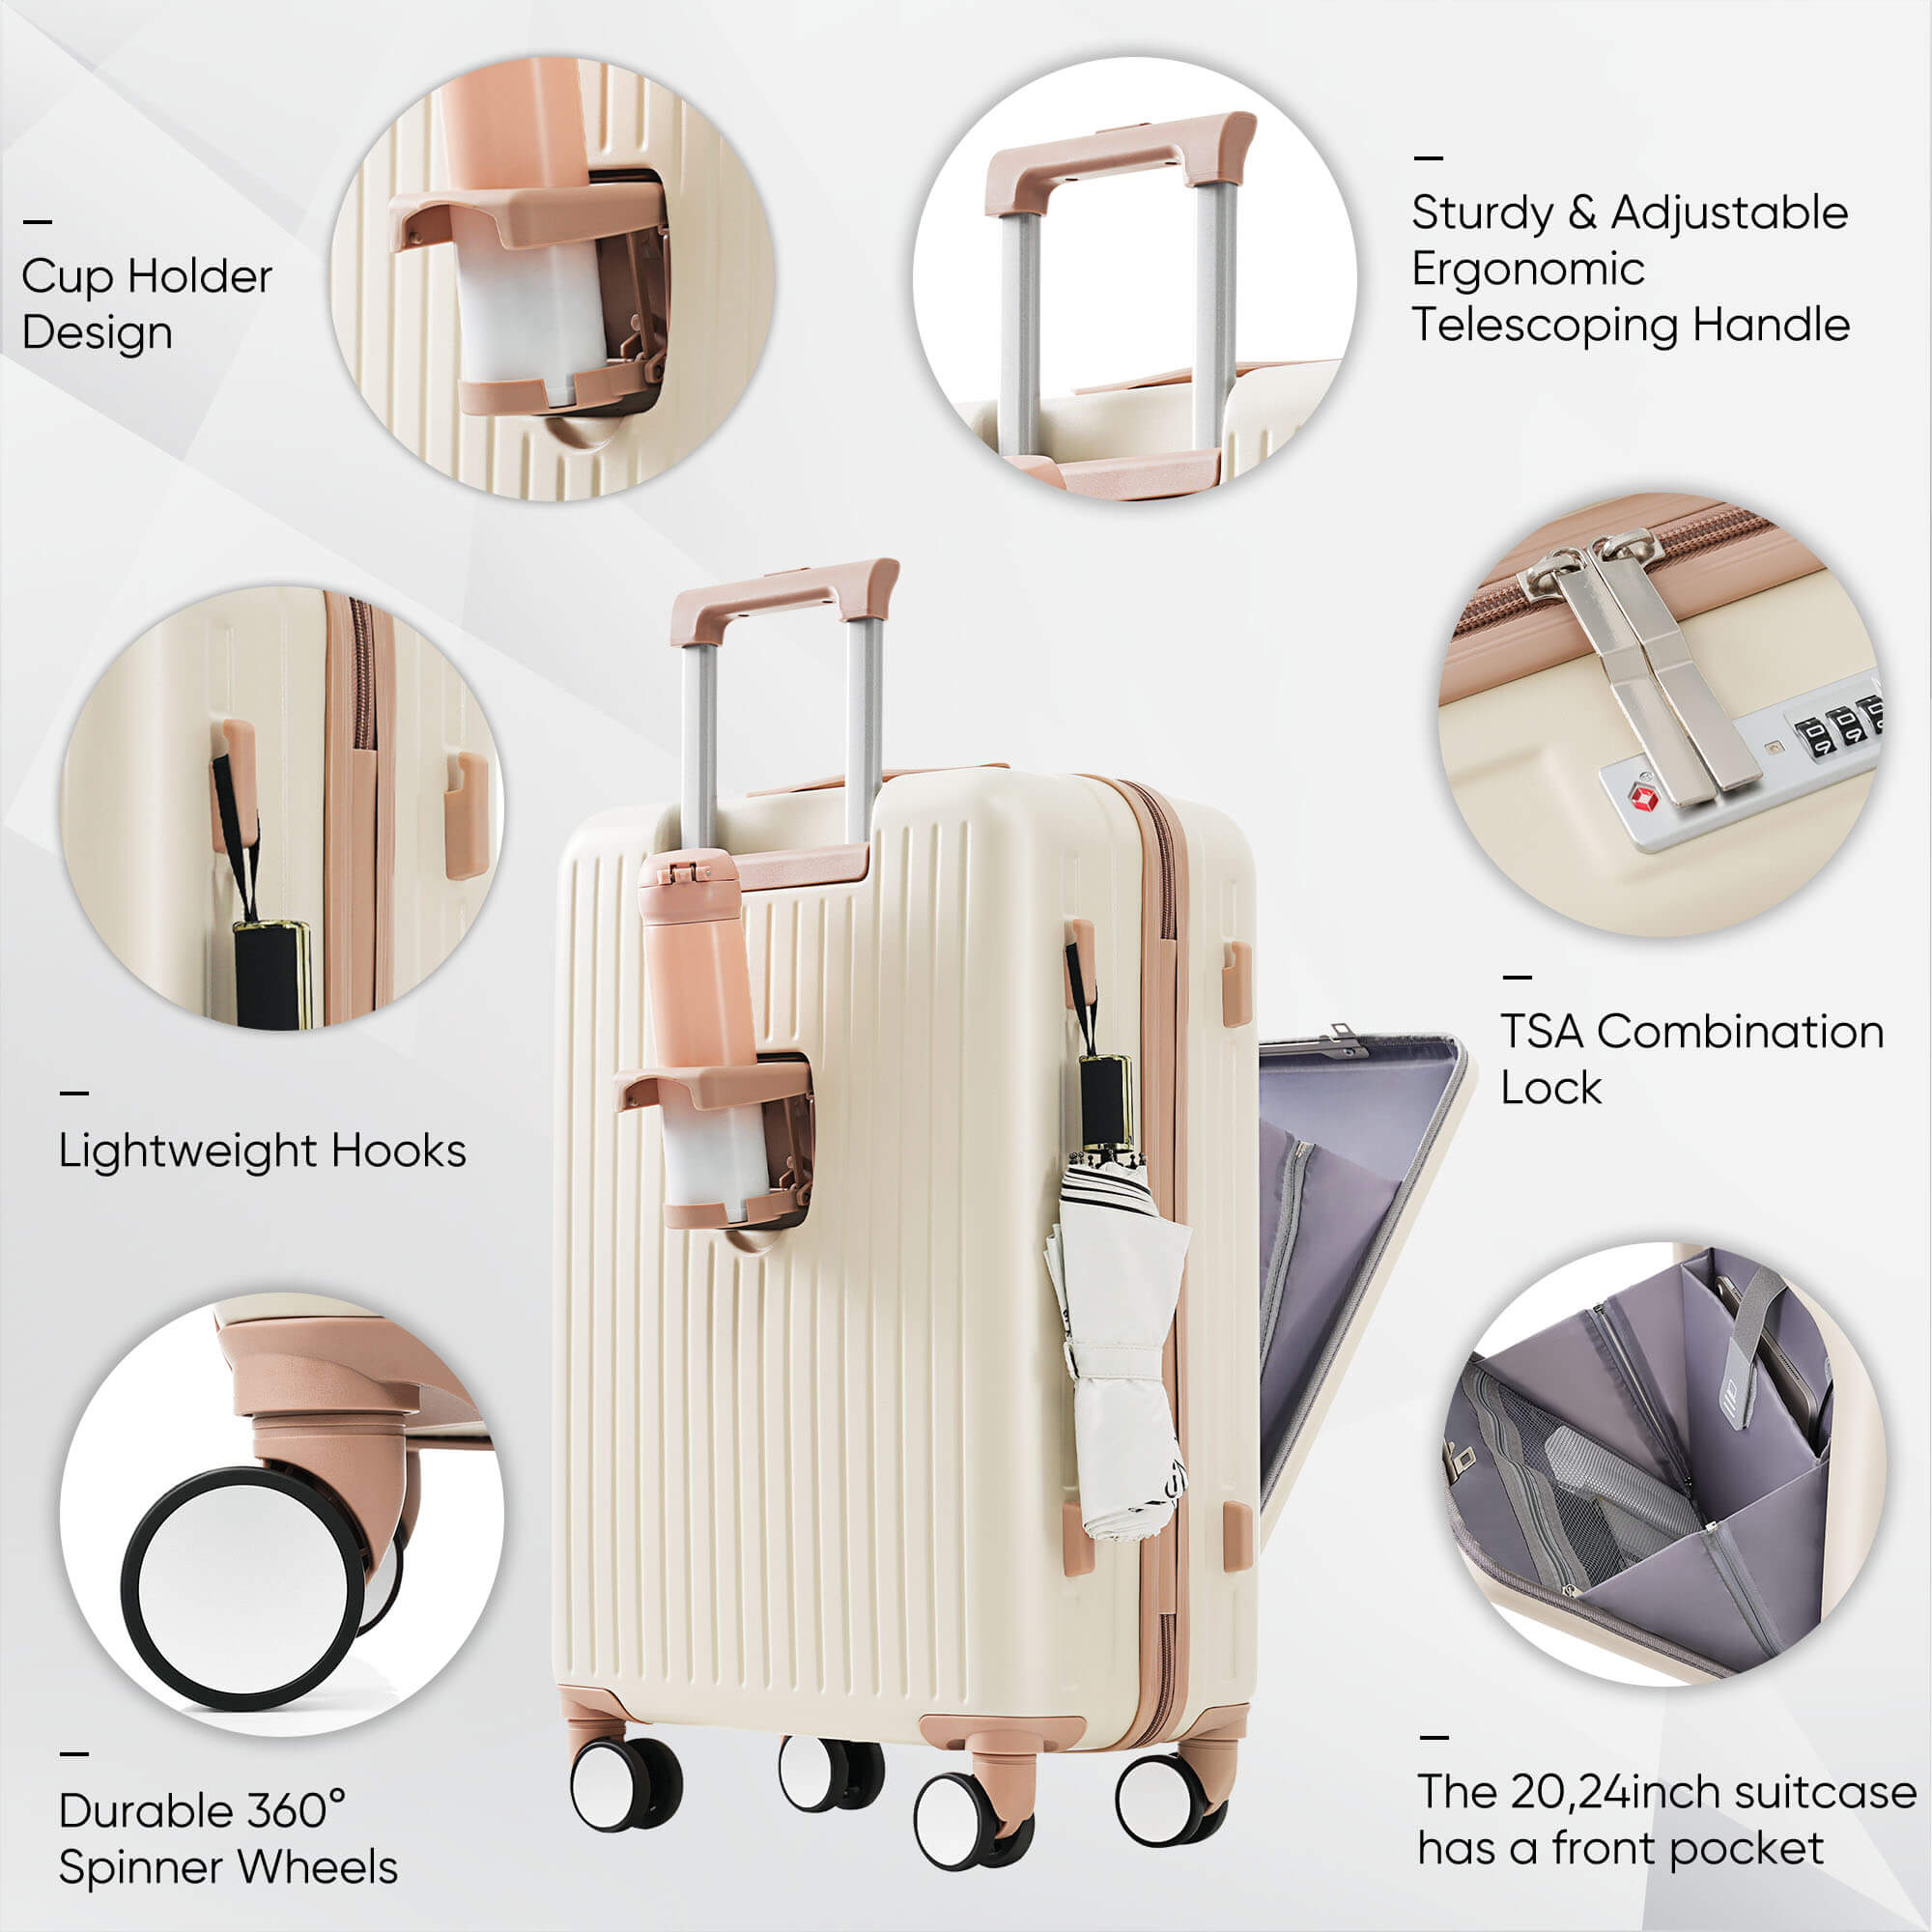 Cup Holder
Design
Sturdy & Adjustable
Ergonomic
Telescoping Handle
Lightweight Hooks
TSA Combination
Lock
Durable 360°
Spinner Wheels
The 20,24inch suitcase
has a front pocket